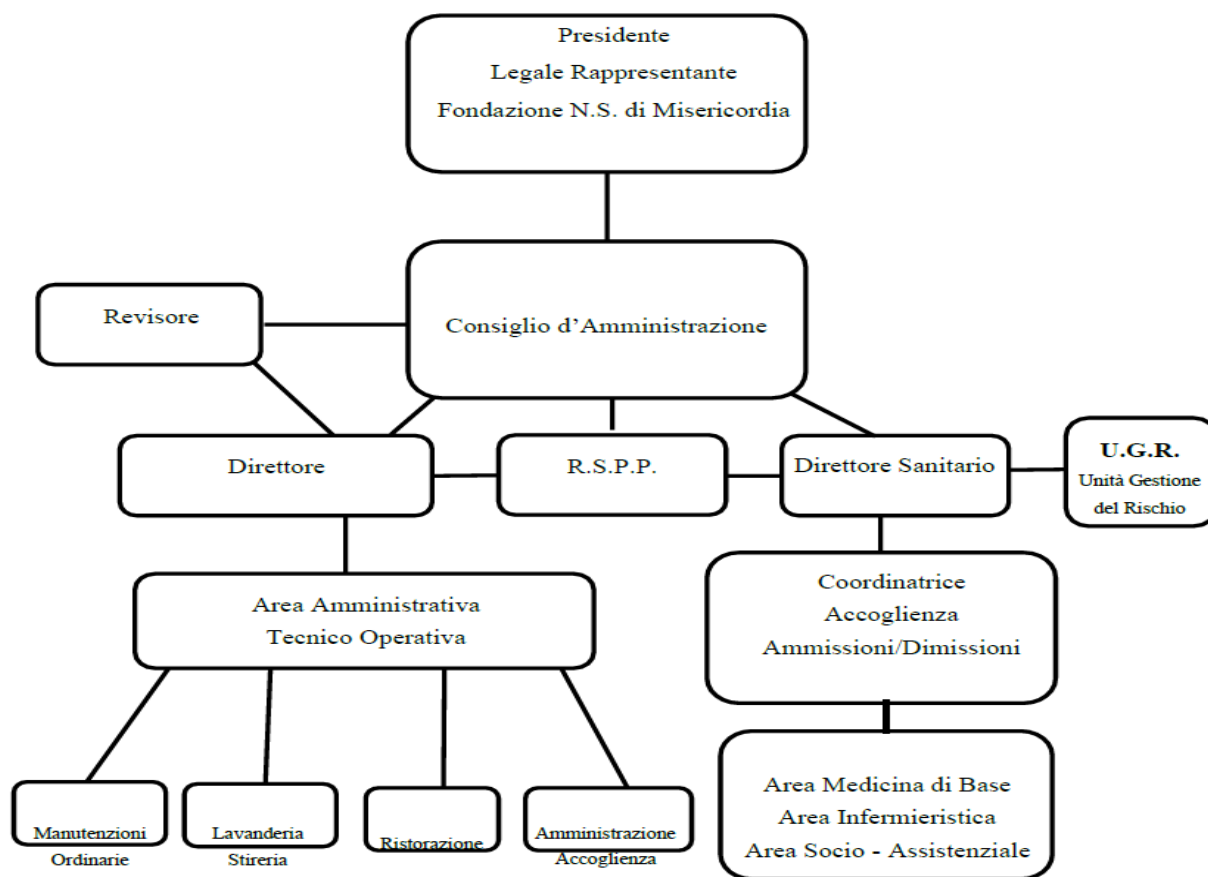 Presidente
Legale Rappresentante
Fondazione N.S. di Misericordia
Revisore
Consiglio d'Amministrazione
Direttore
R.S.P.P.
Direttore Sanitario
U.G.R.
Unità Gestione
del Rischio
Area Amministrativa
Tecnico Operativa
Coordinatrice
Accoglienza
Ammissioni/Dimissioni
Manutenzioni
Ordinarie
Lavanderia
Stireria
Ristorazione
Amministrazione
Accoglienza
Area Medicina di Base
Area Infermieristica
Area Socio - Assistenziale